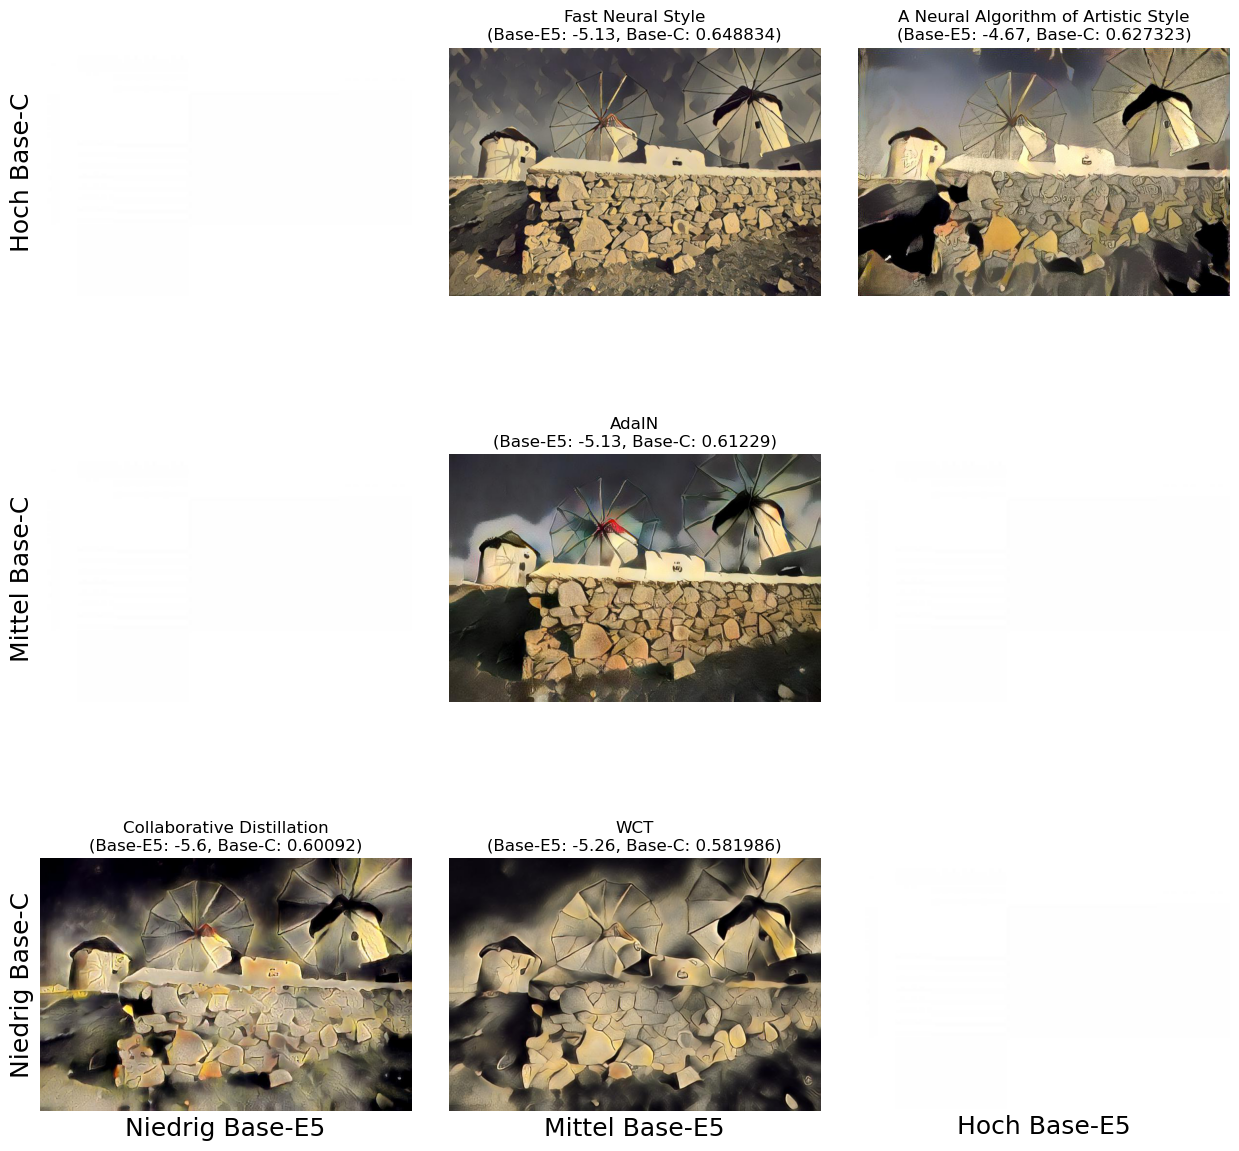 Fast Neural Style
(Base-E5: -5.13, Base-C: 0.648834)
A Neural Algorithm of Artistic Style
(Base-E5: -4.67, Base-C: 0.627323)
Hoch Base-C
AdaIN
(Base-E5: -5.13, Base-C: 0.61229)
Mittel Base-C
Collaborative Distillation
(Base-E5: -5.6, Base-C: 0.60092)
WCT
(Base-E5: -5.26, Base-C: 0.581986)
Niedrig Base-C
Niedrig Base-E5
Mittel Base-E5
Hoch Base-E5